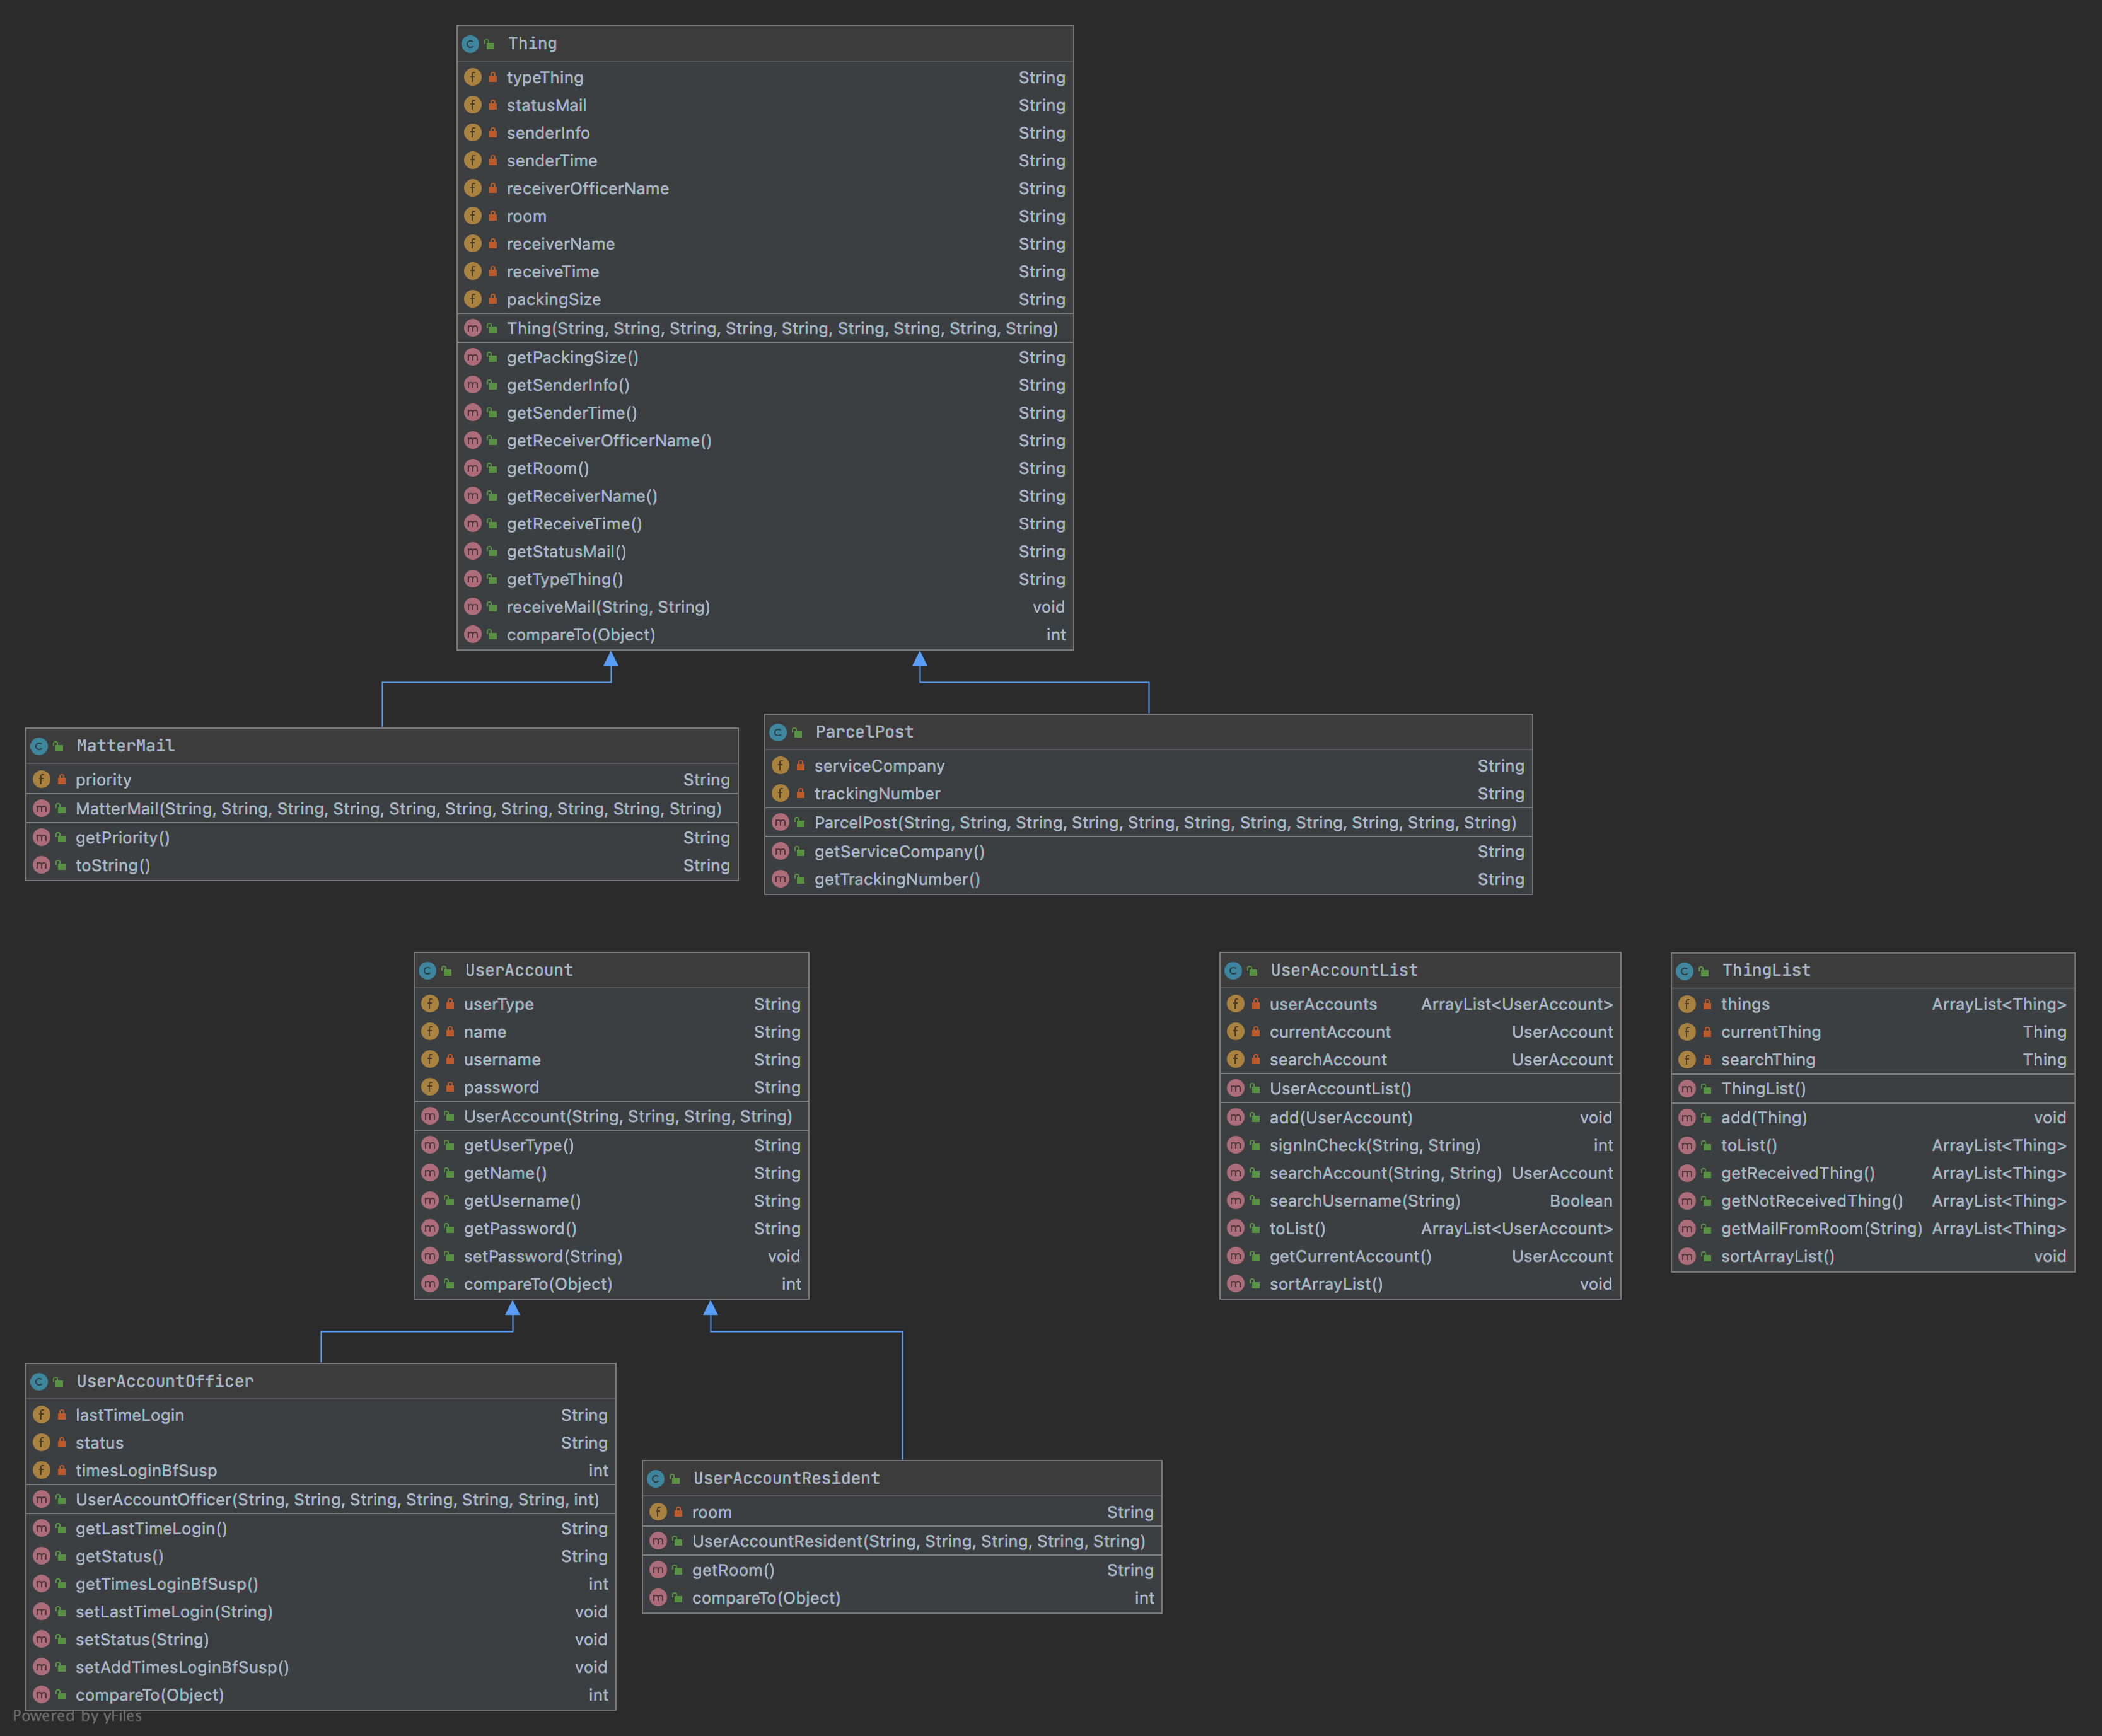 Thing
typeThing String
statusMail String
senderInfo String
senderTime String
receiverOfficerName String
room String
receiverName String
receiveTime String
packingSize String
Thing(String, String, String, String, String, String, String, String, String)
getPackingSize() String
getSenderInfo() String
getSenderTime() String
getReceiverOfficerName() String
getRoom() String
getReceiverName() String
getReceiveTime() String
getStatusMail() String
getTypeThing() String
receiveMail(String, String) void
compareTo(Object) int
MatterMail
priority String
MatterMail(String, String, String, String, String, String, String, String, String, String)
getPriority() String
toString() String
ParcelPost
serviceCompany String
trackingNumber String
ParcelPost(String, String, String, String, String, String, String, String, String, String, String)
getServiceCompany() String
getTrackingNumber() String
UserAccount
userType String
name String
username String
password String
UserAccount(String, String, String, String)
getUserType() String
getName() String
getUsername() String
getPassword() String
setPassword(String) void
compareTo(Object) int
UserAccountList
userAccounts ArrayList<UserAccount>
currentAccount UserAccount
searchAccount UserAccount
UserAccountList()
add(UserAccount) void
signInCheck(String, String) int
searchAccount(String, String) UserAccount
searchUsername(String) Boolean
toList() ArrayList<UserAccount>
getCurrentAccount() UserAccount
sortArrayList() void
ThingList
things ArrayList<Thing>
currentThing Thing
searchThing Thing
ThingList()
add(Thing) void
toList() ArrayList<Thing>
getReceivedThing() ArrayList<Thing>
getNotReceivedThing() ArrayList<Thing>
getMailFromRoom(String) ArrayList<Thing>
sortArrayList() void
UserAccountOfficer
lastTimeLogin String
status String
timesLoginBfSusp int
UserAccountOfficer(String, String, String, String, String, String, int)
getLastTimeLogin() String
getStatus() String
getTimesLoginBfSusp() int
setLastTimeLogin(String) void
setStatus(String) void
setAddTimesLoginBfSusp() void
compareTo(Object) int
UserAccountResident
room String
UserAccountResident(String, String, String, String, String)
getRoom() String
compareTo(Object) int
Powered by yFiles